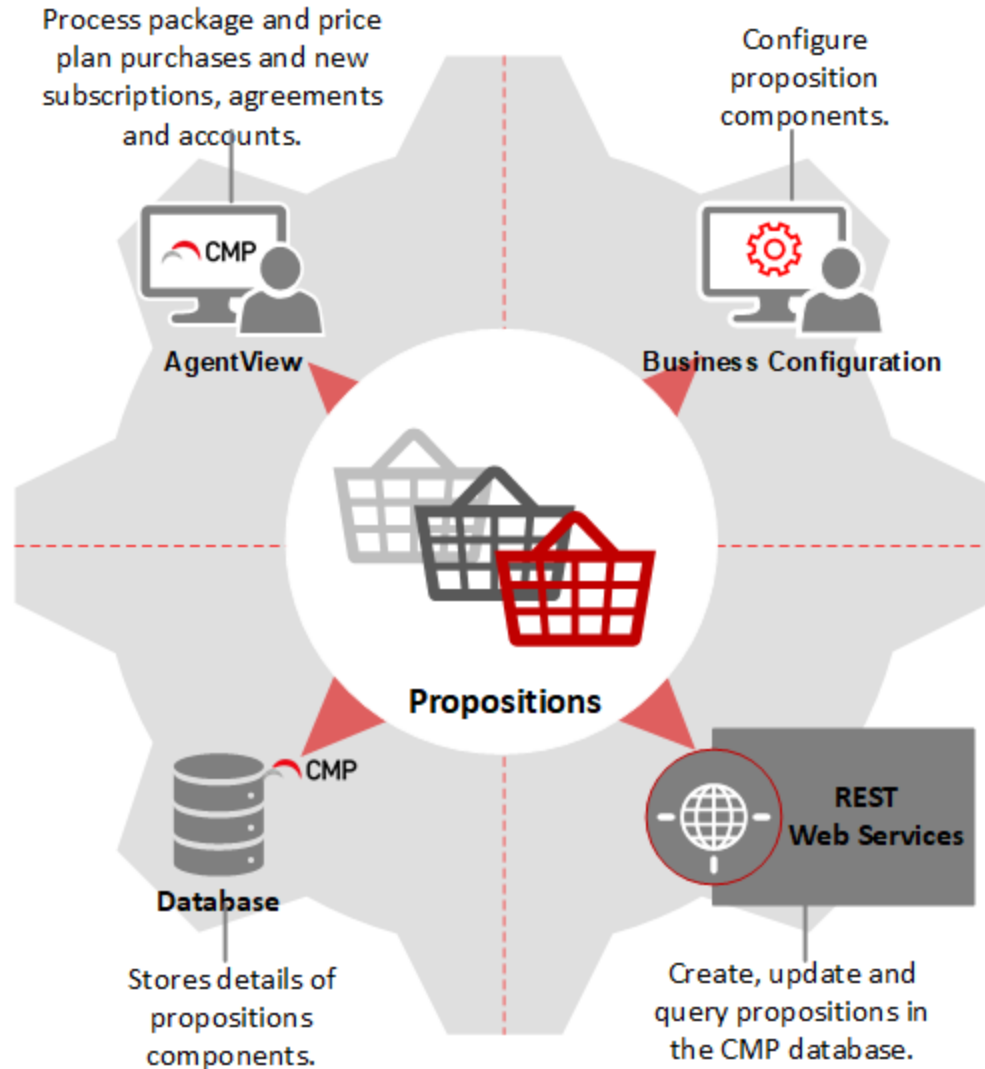 Process package and price
plan purchases and new
subscriptions, agreements
and accounts.
Configure
proposition
components.
CMP
AgentView
Business Configuration
Propositions
CMP
Database
REST
Web Services
Stores details of
propositions
components.
Create, update and
query propositions in
the CMP database.